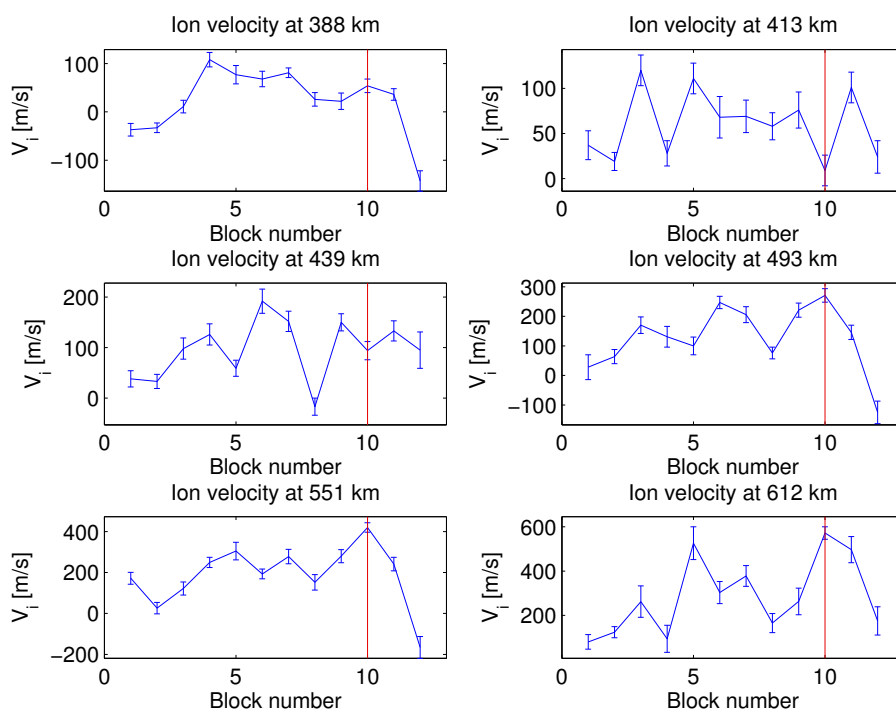 Ion velocity at 388 km
100
0
−100
V_i [m/s]
0 5 10
Block number
Ion velocity at 413 km
100
50
0
V_i [m/s]
0 5 10
Block number
Ion velocity at 439 km
200
100
0
V_i [m/s]
0 5 10
Block number
Ion velocity at 493 km
300
200
100
0
−100
V_i [m/s]
0 5 10
Block number
Ion velocity at 551 km
400
200
0
−200
V_i [m/s]
0 5 10
Block number
Ion velocity at 612 km
600
400
200
V_i [m/s]
0 5 10
Block number